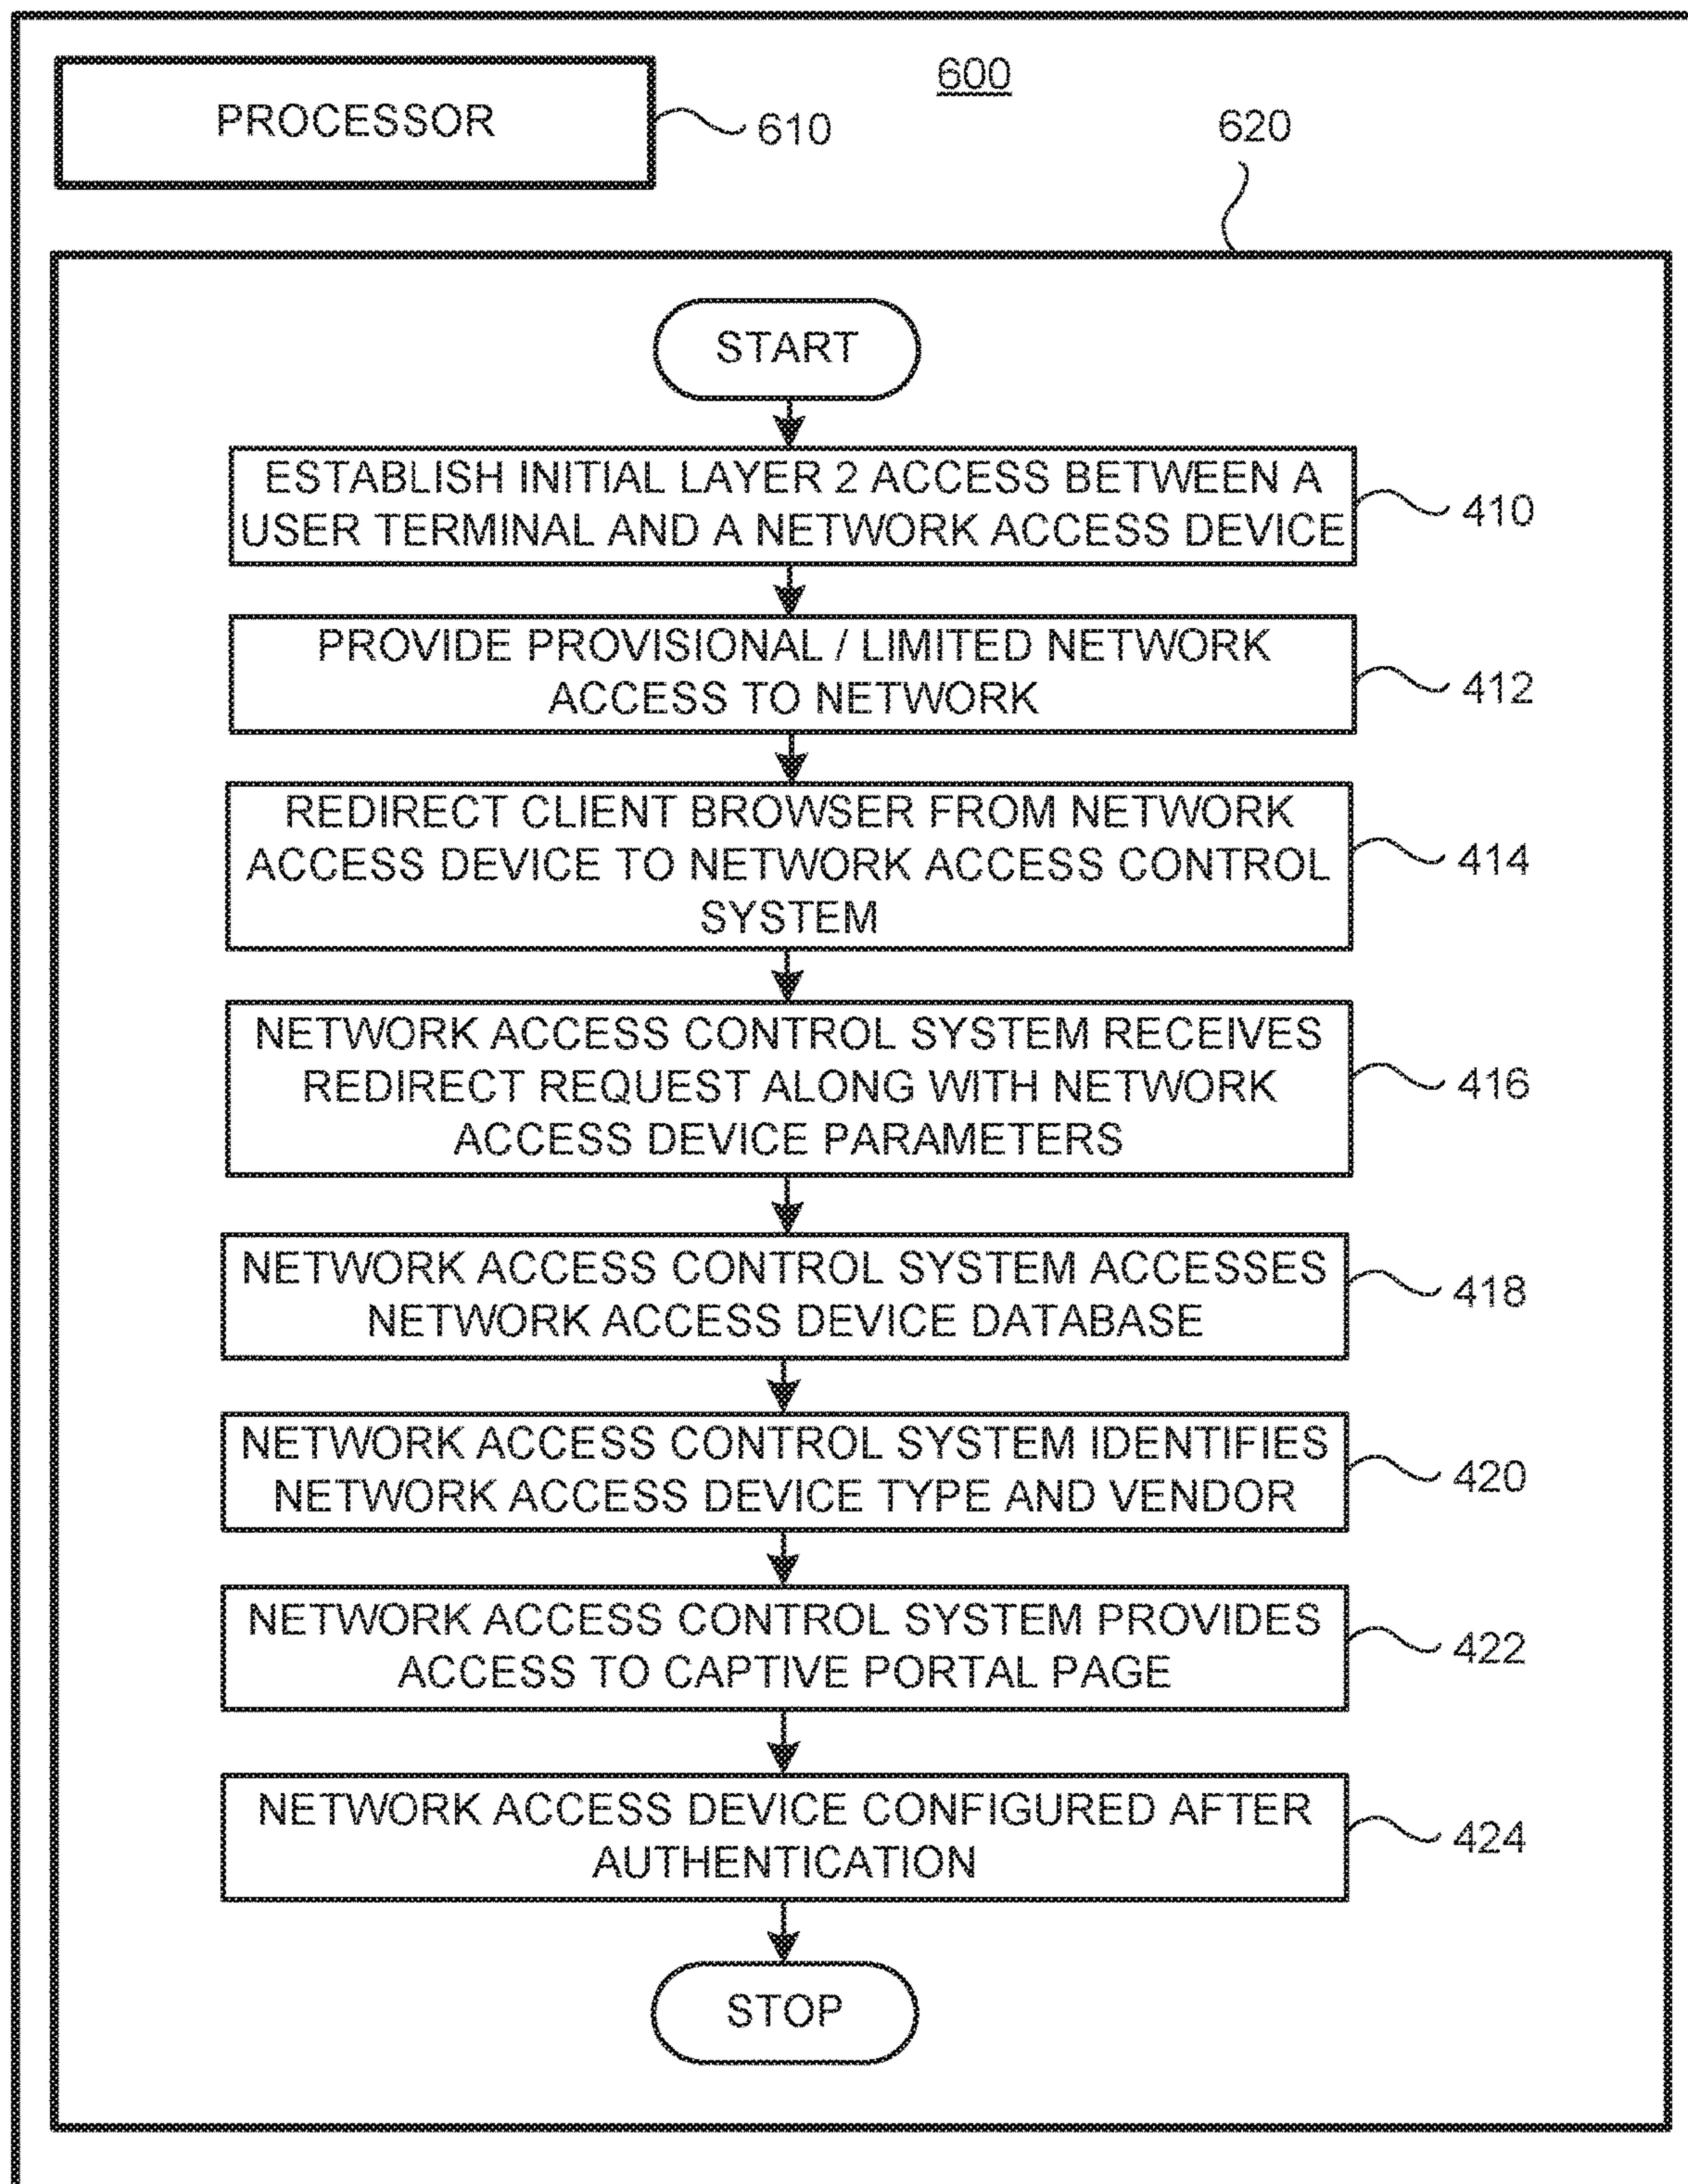 600
PROCESSOR
610
620
START
ESTABLISH INITIAL LAYER 2 ACCESS BETWEEN A
USER TERMINAL AND A NETWORK ACCESS DEVICE
410
PROVIDE PROVISIONAL / LIMITED NETWORK
ACCESS TO NETWORK
412
REDIRECT CLIENT BROWSER FROM NETWORK
ACCESS DEVICE TO NETWORK ACCESS CONTROL
SYSTEM
414
NETWORK ACCESS CONTROL SYSTEM RECEIVES
REDIRECT REQUEST ALONG WITH NETWORK
ACCESS DEVICE PARAMETERS
416
NETWORK ACCESS CONTROL SYSTEM ACCESSES
NETWORK ACCESS DEVICE DATABASE
418
NETWORK ACCESS CONTROL SYSTEM IDENTIFIES
NETWORK ACCESS DEVICE TYPE AND VENDOR
420
NETWORK ACCESS CONTROL SYSTEM PROVIDES
ACCESS TO CAPTIVE PORTAL PAGE
422
NETWORK ACCESS DEVICE CONFIGURED AFTER
AUTHENTICATION
424
STOP